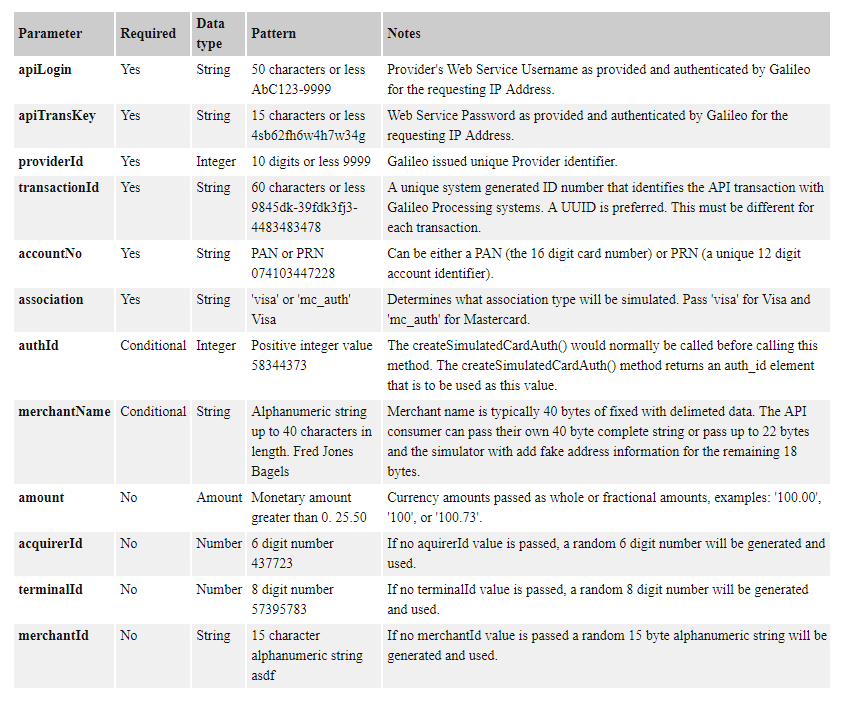 Parameter Required Data type Pattern Notes
apiLogin Yes String 50 characters or less Provider's Web Service Username as provided and authenticated by Galileo
AbC123-9999 for the requesting IP Address.
apiTransKey Yes String 15 characters or less Web Service Password as provided and authenticated by Galileo for the
4sb62fh6w4h7w34g requesting IP Address.
providerId Yes Integer 10 digits or less 9999 Galileo issued unique Provider identifier.
transactionId Yes String 60 characters or less A unique system generated ID number that identifies the API transaction with
9845dk-39fdk3fj3- Galileo Processing systems. A UUID is preferred. This must be different for
4483483478 each transaction.
accountNo Yes String PAN or PRN Can be either a PAN (the 16 digit card number) or PRN (a unique 12 digit
074103447228 account identifier).
association Yes String 'visa' or 'mc_auth' Determines what association type will be simulated. Pass 'visa' for Visa and
Visa 'mc_auth' for Mastercard.
authId Conditional Integer Positive integer value The createSimulatedCardAuth() would normally be called before calling this
58344373 method. The createSimulatedCardAuth() method returns an auth_id element
that is to be used as this value.
merchantName Conditional String Alphanumeric string Merchant name is typically 40 bytes of fixed with delimeted data. The API
up to 40 characters in consumer can pass their own 40 byte complete string or pass up to 22 bytes
length. Fred Jones and the simulator with add fake address information for the remaining 18
Bagels bytes.
amount No Amount Monetary amount Currency amounts passed as whole or fractional amounts, examples: '100.00',
greater than 0. 25.50 '100', or '100.73'.
acquirerId No Number 6 digit number If no aquirerId value is passed, a random 6 digit number will be generated and
437723 used.
terminalId No Number 8 digit number If no terminalId value is passed, a random 8 digit number will be generated
57395783 and used.
merchantId No String 15 character If no merchantId value is passed a random 15 byte alphanumeric string will be
alphanumeric string generated and used.
asdf